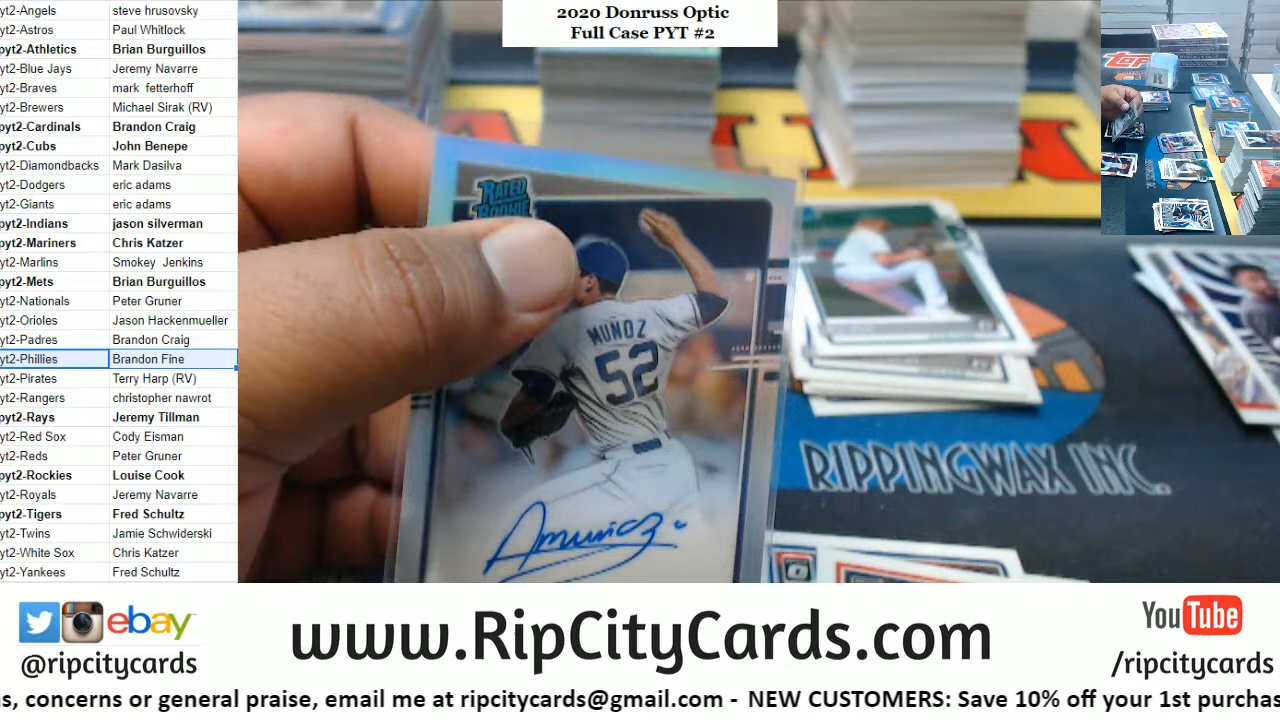 yt2-Angels steve hrusovsky
yt2-Astros Paul Whitlock
pyt2-Athletics Brian Burguillos
yt2-Blue Jays Jeremy Navarre
yt2-Braves mark fetterhoff
yt2-Brewers Michael Sirak (RV)
pyt2-Cardinals Brandon Craig
pyt2-Cubs John Benepe
yt2-Diamondbacks Mark Dasilva
yt2-Dodgers eric adams
yt2-Giants eric adams
pyt2-Indians jason silverman
pyt2-Mariners Chris Katzer
yt2-Marlins Smokey Jenkins
pyt2-Mets Brian Burguillos
yt2-Nationals Peter Gruner
yt2-Orioles Jason Hackenmueller
yt2-Padres Brandon Craig
yt2-Phillies Brandon Fine
yt2-Pirates Terry Harp (RV)
yt2-Rangers christopher nawrot
pyt2-Rays Jeremy Tillman
yt2-Red Sox Cody Elsman
yt2-Reds Peter Gruner
pyt2-Rockies Louise Cook
yt2-Royals Jeremy Navarre
pyt2-Tigers Fred Schultz
yt2-Twins Jamie Schwiderski
yt2-White Sox Chris Katzer
yt2-Yankees Fred Schultz
2020 Donruss Optic
Full Case PYT #2
RATED
ROOKIE
MUÑOZ
52
RIPPINGWAX INC.
Topps
ebay
@ripcitycards
www.RipCityCards.com
YouTube
/ripcitycards
s, concerns or general praise, email me at ripcitycards@gmail.com - NEW CUSTOMERS: Save 10% off your 1st purchas